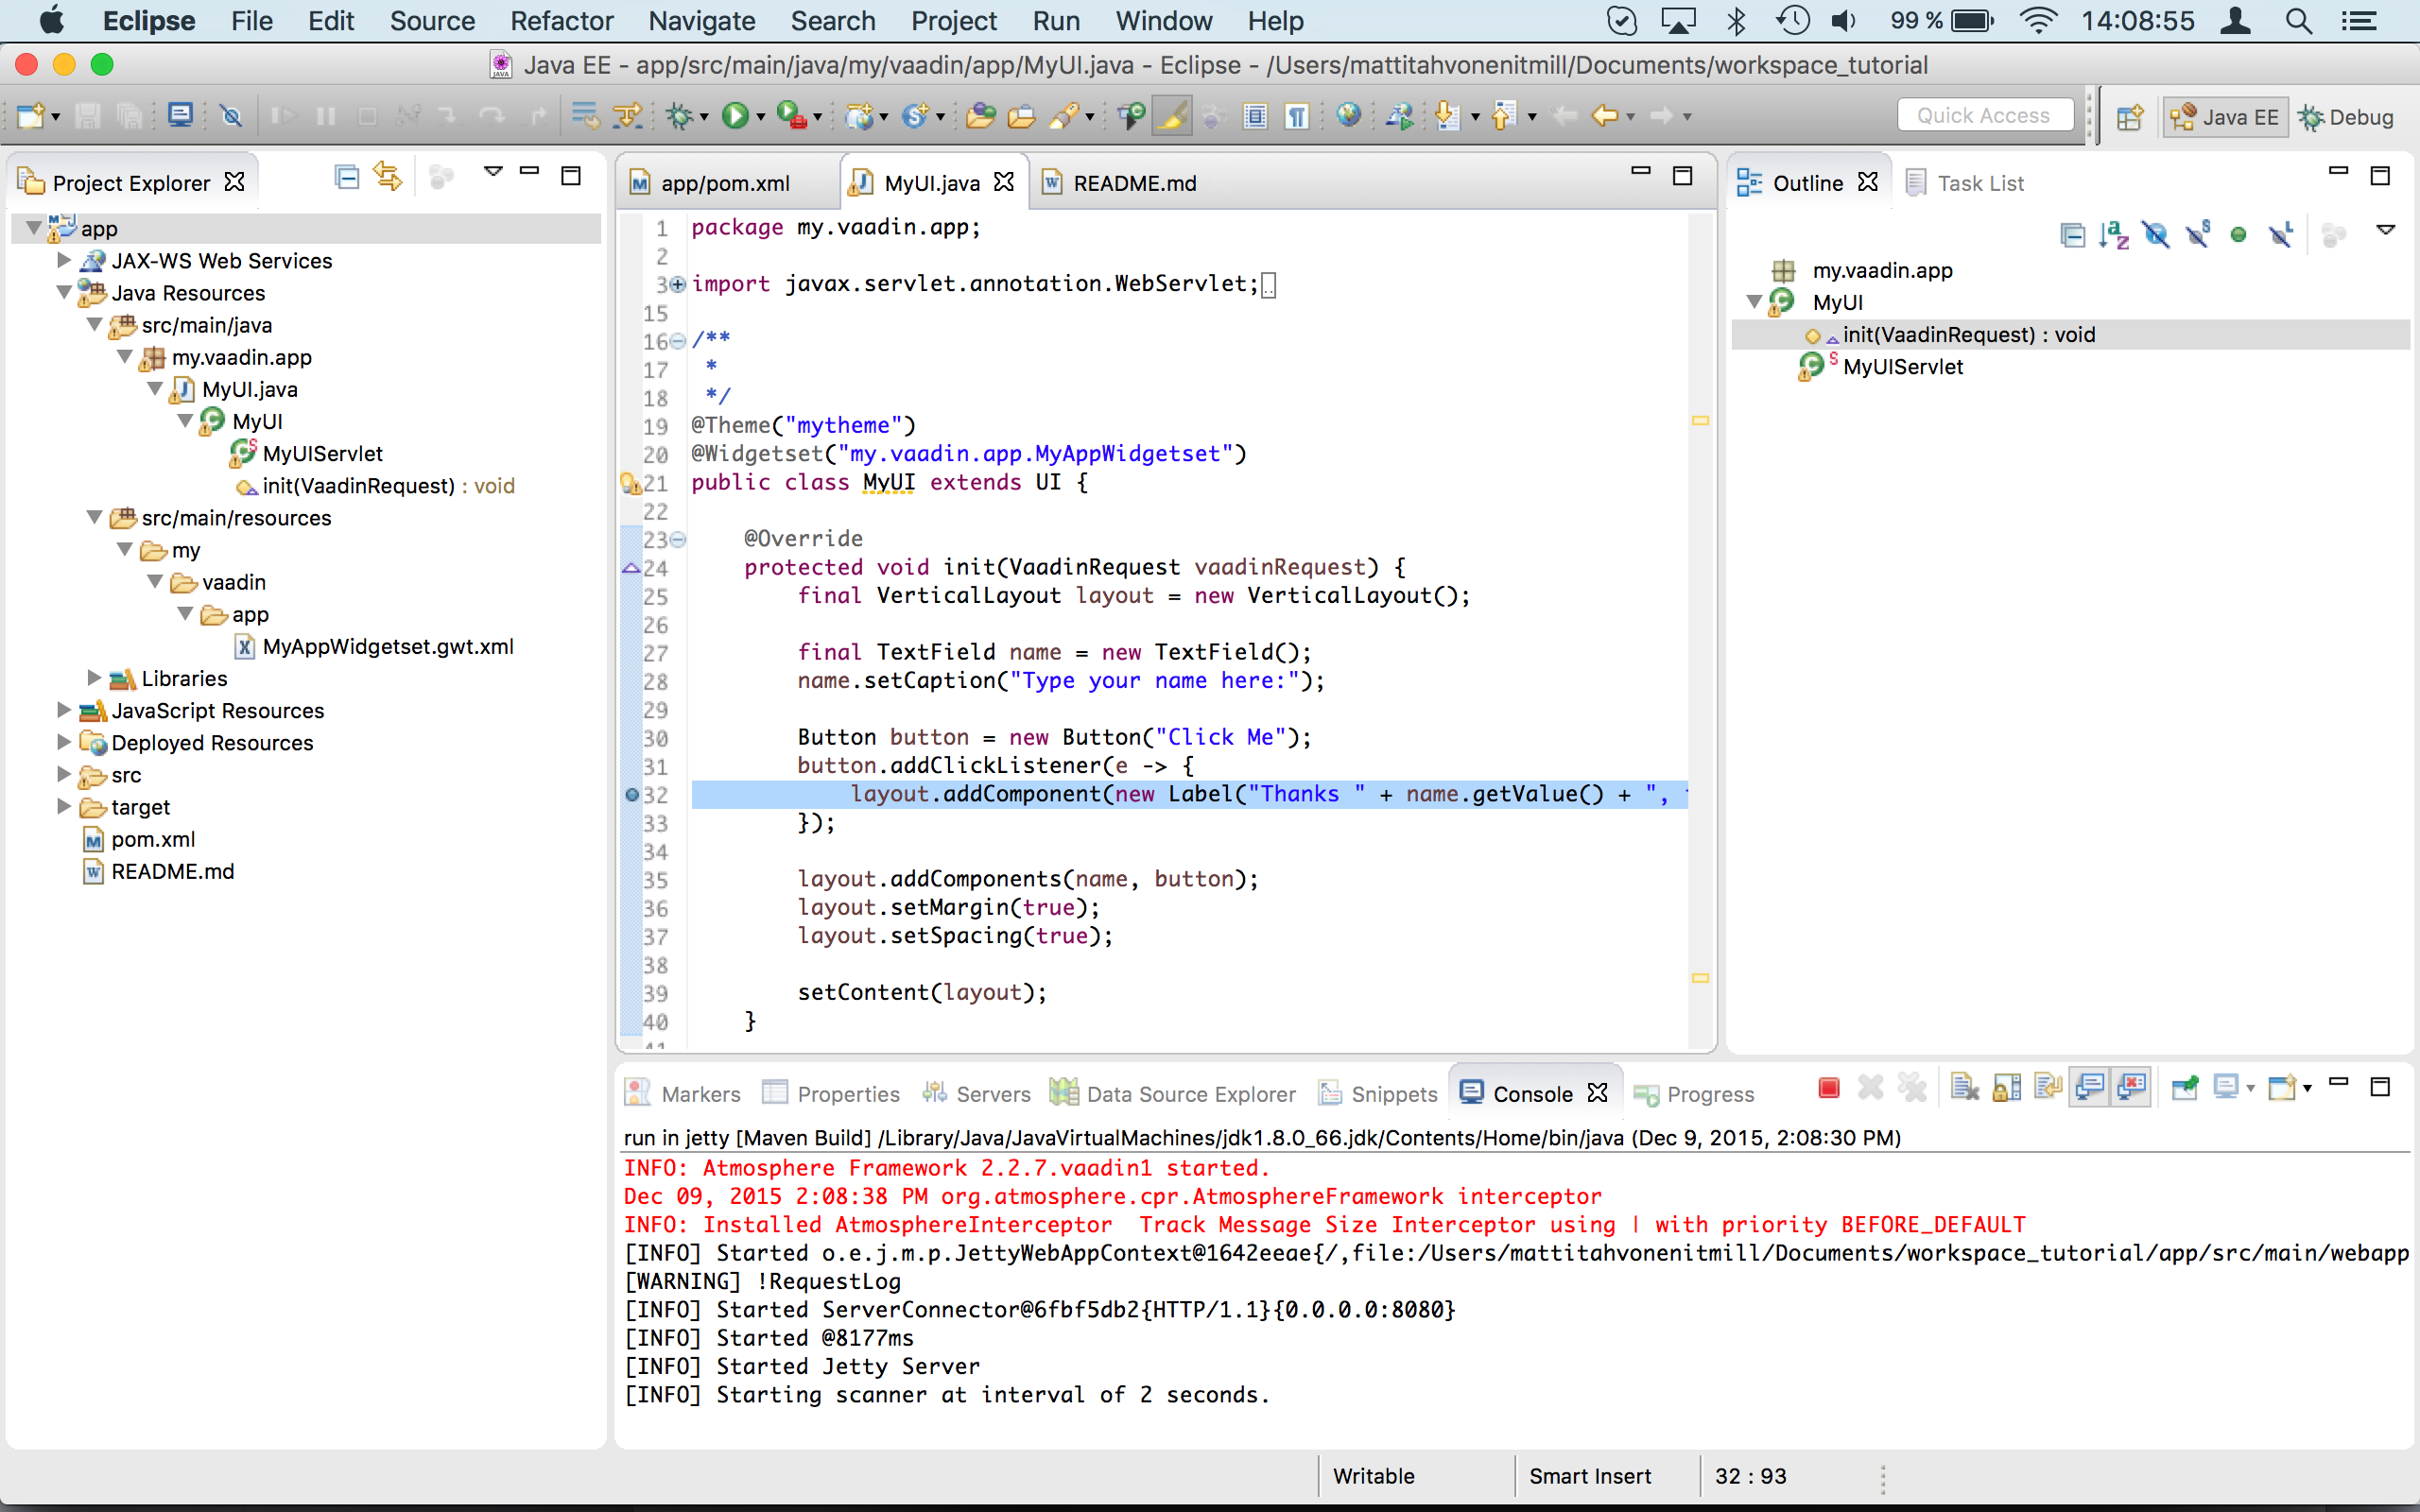 Eclipse File Edit Source Refactor Navigate Search Project Run Window Help 99 % 14:08:55
Java EE - app/src/main/java/my/vaadin/app/MyUI.java - Eclipse - /Users/mattitahvonenitmill/Documents/workspace_tutorial
Quick Access Java EE Debug
Project Explorer
app
JAX-WS Web Services
Java Resources
src/main/java
my.vaadin.app
MyUI.java
MyUI
MyUIServlet
init(VaadinRequest) : void
src/main/resources
my
vaadin
app
MyAppWidgetset.gwt.xml
Libraries
JavaScript Resources
Deployed Resources
src
target
pom.xml
README.md
app/pom.xml MyUI.java README.md
1 package my.vaadin.app;
2
3 import javax.servlet.annotation.WebServlet;
15
16 /**
17 *
18 */
19 @Theme("mytheme")
20 @Widgetset("my.vaadin.app.MyAppWidgetset")
21 public class MyUI extends UI {
22
23 @Override
24 protected void init(VaadinRequest vaadinRequest) {
25 final VerticalLayout layout = new VerticalLayout();
26
27 final TextField name = new TextField();
28 name.setCaption("Type your name here:");
29
30 Button button = new Button("Click Me");
31 button.addClickListener(e -> {
32 layout.addComponent(new Label("Thanks " + name.getValue() + ",
33 });
34
35 layout.addComponents(name, button);
36 layout.setMargin(true);
37 layout.setSpacing(true);
38
39 setContent(layout);
40 }
41
Outline Task List
my.vaadin.app
MyUI
init(VaadinRequest) : void
MyUIServlet
Markers Properties Servers Data Source Explorer Snippets Console Progress
run in jetty [Maven Build] /Library/Java/JavaVirtualMachines/jdk1.8.0_66.jdk/Contents/Home/bin/java (Dec 9, 2015, 2:08:30 PM)
INFO: Atmosphere Framework 2.2.7.vaadin1 started.
Dec 09, 2015 2:08:38 PM org.atmosphere.cpr.AtmosphereFramework interceptor
INFO: Installed AtmosphereInterceptor  Track Message Size Interceptor using | with priority BEFORE_DEFAULT
[INFO] Started o.e.j.m.p.JettyWebAppContext@1642eeae{/,file:/Users/mattitahvonenitmill/Documents/workspace_tutorial/app/src/main/webapp
[WARNING] !RequestLog
[INFO] Started ServerConnector@6fbf5db2{HTTP/1.1}{0.0.0.0:8080}
[INFO] Started @8177ms
[INFO] Started Jetty Server
[INFO] Starting scanner at interval of 2 seconds.
Writable Smart Insert 32 : 93